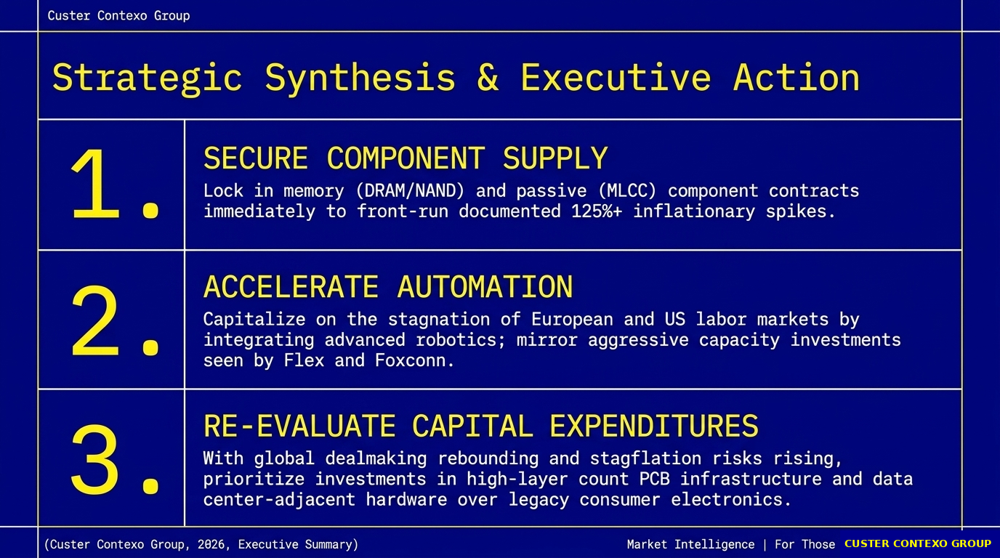 Custer Contexo Group
Strategic Synthesis & Executive Action
1.
SECURE COMPONENT SUPPLY
Lock in memory (DRAM/NAND) and passive (MLCC) component contracts
immediately to front-run documented 125%+ inflationary spikes.
2.
ACCELERATE AUTOMATION
Capitalize on the stagnation of European and US labor markets by
integrating advanced robotics; mirror aggressive capacity investments
seen by Flex and Foxconn.
3.
RE-EVALUATE CAPITAL EXPENDITURES
With global dealmaking rebounding and stagflation risks rising,
prioritize investments in high-layer count PCB infrastructure and data
center-adjacent hardware over legacy consumer electronics.
(Custer Contexo Group, 2026, Executive Summary)
Market Intelligence | For Those
CUSTER CONTEXO GROUP